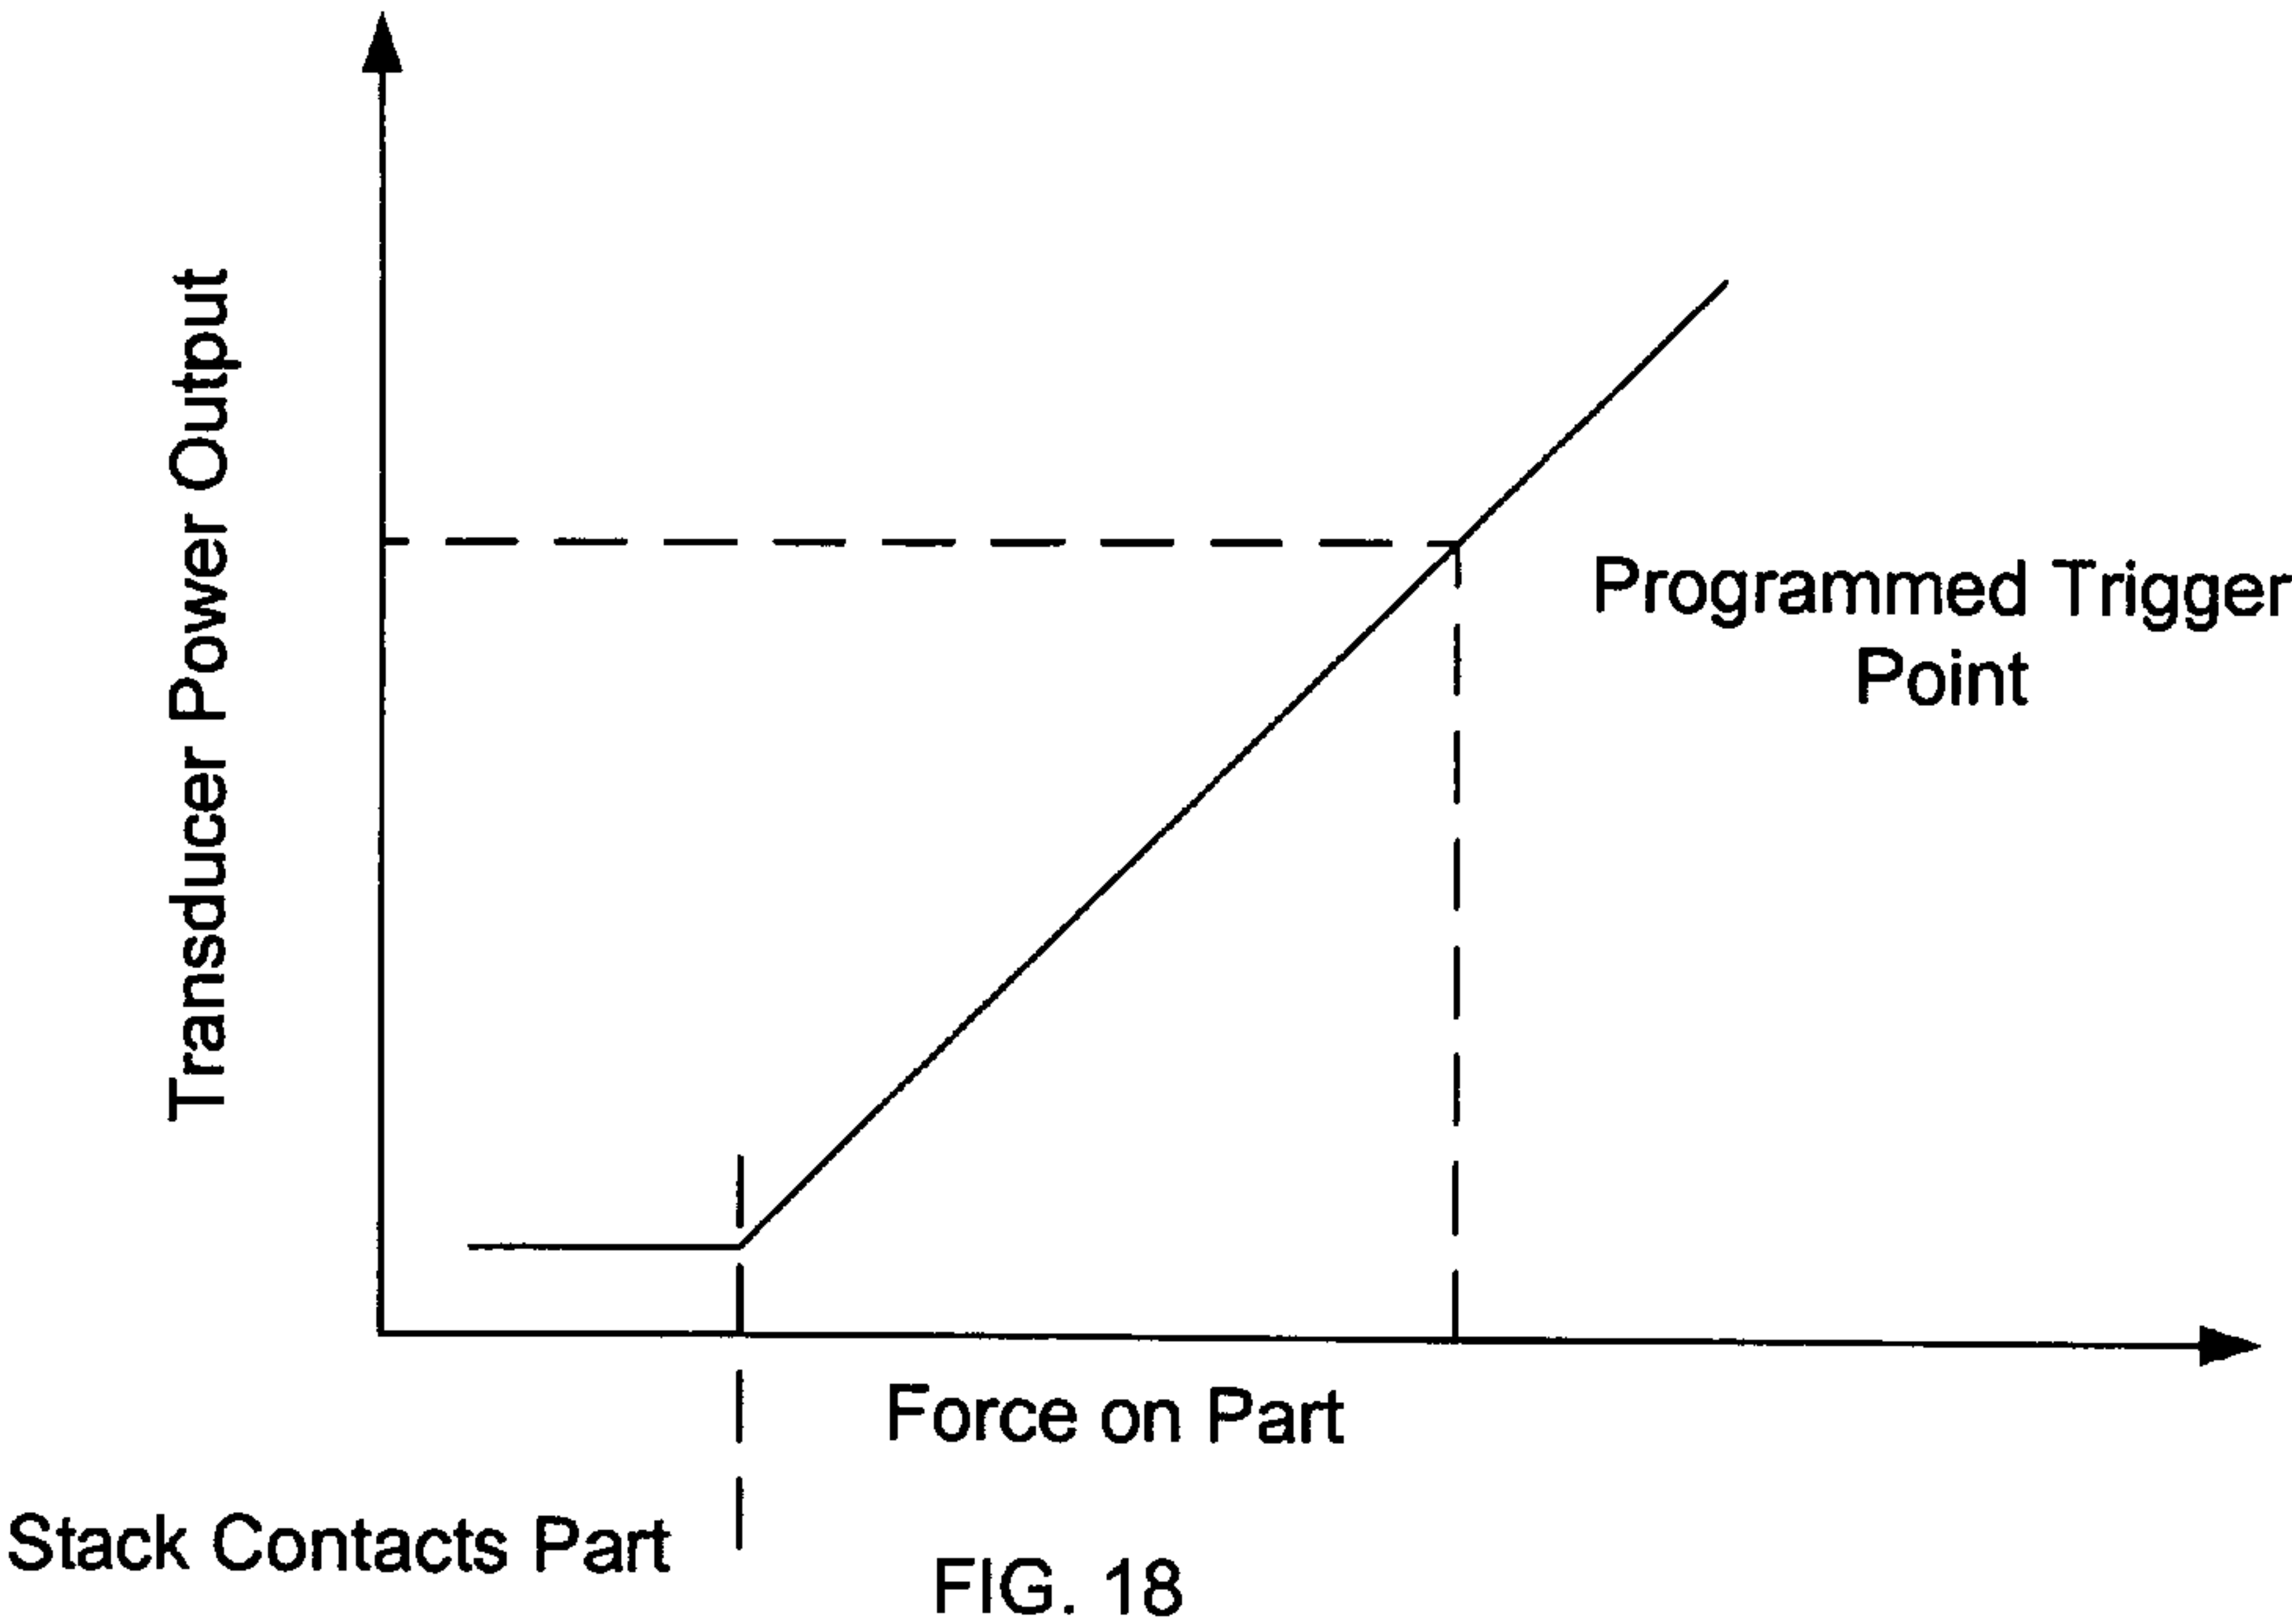 Transducer Power Output
Programmed Trigger
Point
Force on Part
Stack Contacts Part
FIG. 18